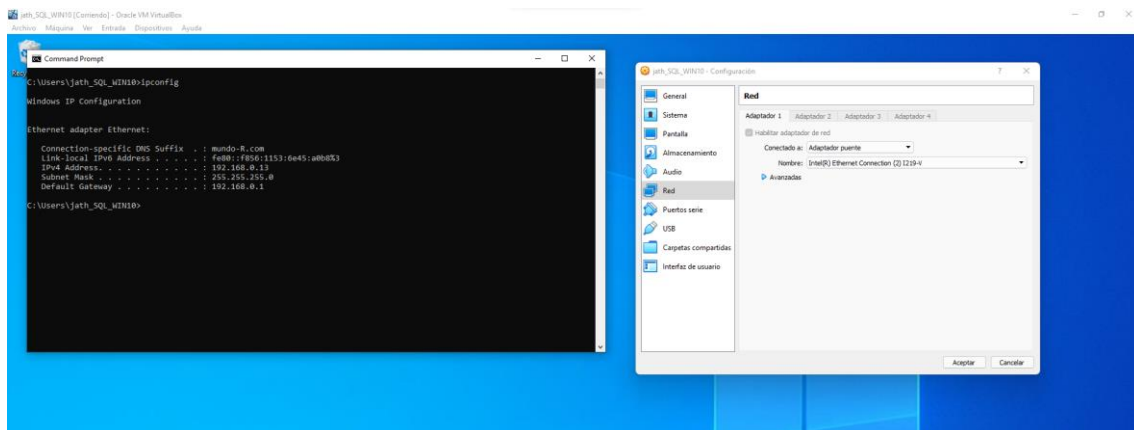 jath_SQL_WIN10 [Corriendo] - Oracle VM VirtualBox
Archivo Máquina Ver Entrada Dispositivos Ayuda
Command Prompt
C:\Users\jath_SQL_WIN10>ipconfig
Windows IP Configuration
Ethernet adapter Ethernet:
Connection-specific DNS Suffix . : mundo-R.com
Link-local IPv6 Address . . . . . : fe80::f856:1153:6e45:a0b8%3
IPv4 Address. . . . . . . . . . . : 192.168.0.13
Subnet Mask . . . . . . . . . . . : 255.255.255.0
Default Gateway . . . . . . . . . : 192.168.0.1
C:\Users\jath_SQL_WIN10>
jath_SQL_WIN10 - Configuración
General
Sistema
Pantalla
Almacenamiento
Audio
Red
Puertos serie
USB
Carpetas compartidas
Interfaz de usuario
Red
Adaptador 1 Adaptador 2 Adaptador 3 Adaptador 4
Habilitar adaptador de red
Conectado a: Adaptador puente
Nombre: Intel(R) Ethernet Connection (2) I219-V
Avanzadas
Aceptar Cancelar